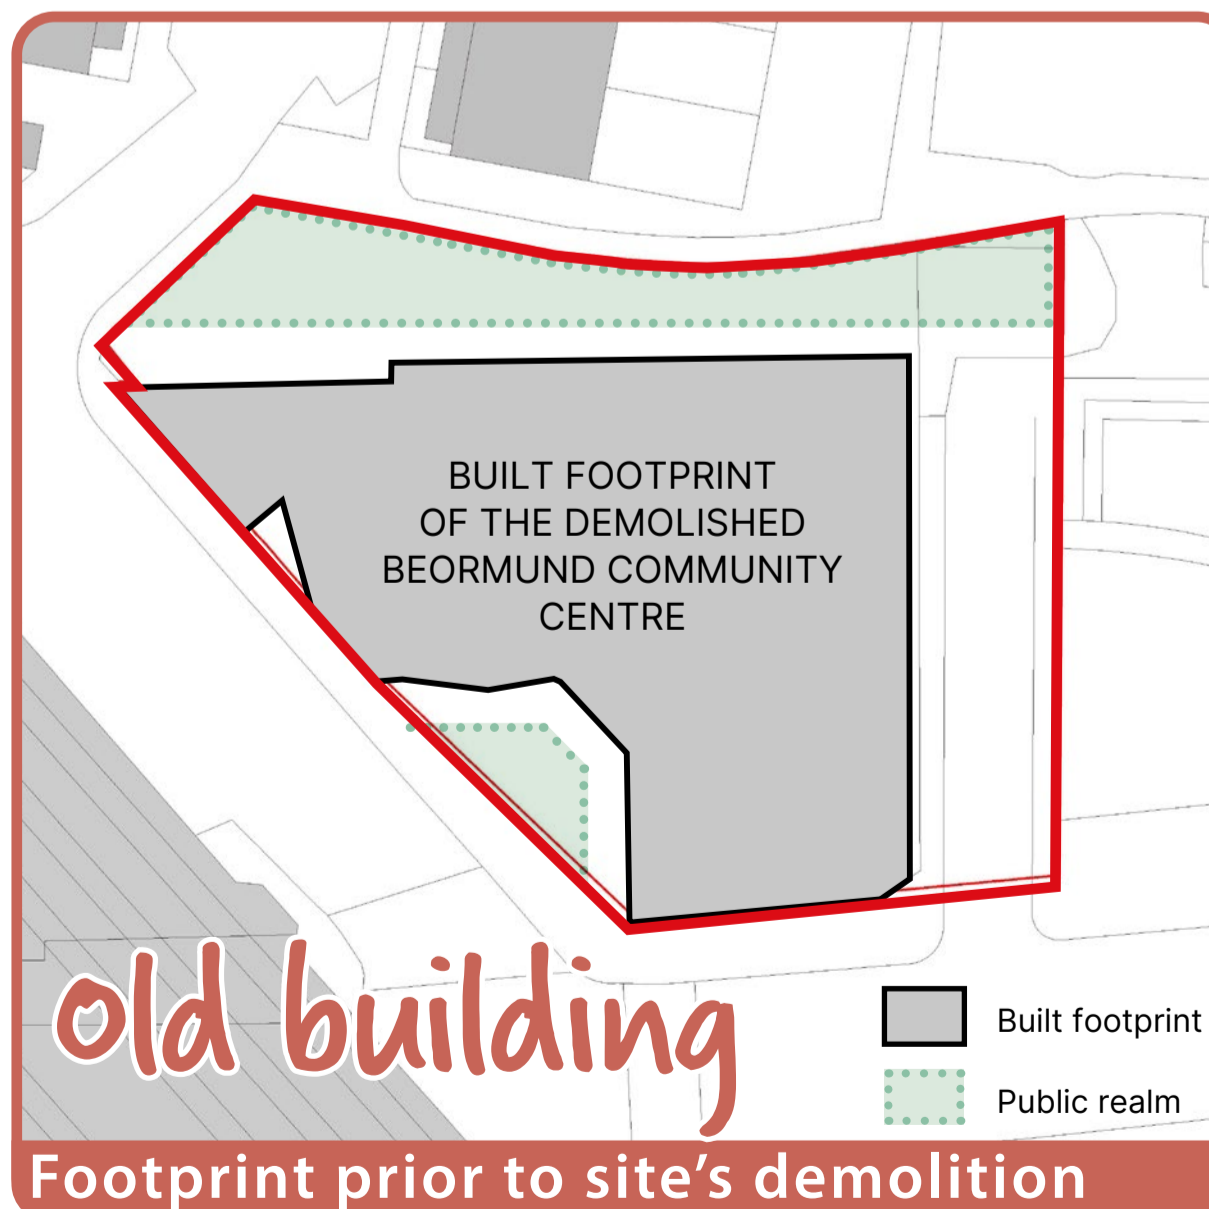 BUILT FOOTPRINT
OF THE DEMOLISHED
BEORMUND COMMUNITY
CENTRE
old building
Built footprint
Public realm
Footprint prior to site’s demolition